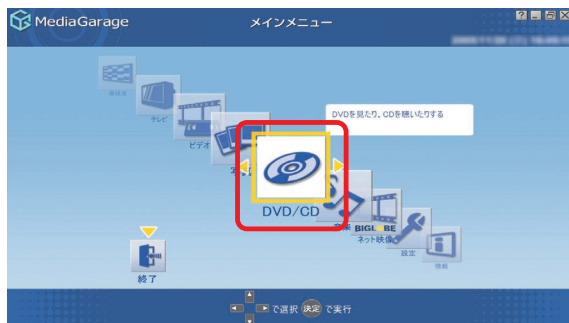 MediaGarage
メインメニュー
テレビ
ビデオ
DVDを見たり、CDを聴いたりする
DVD/CD
音楽
BIGLOBE
ネット映像
設定
情報
終了
で選択 決定 で実行